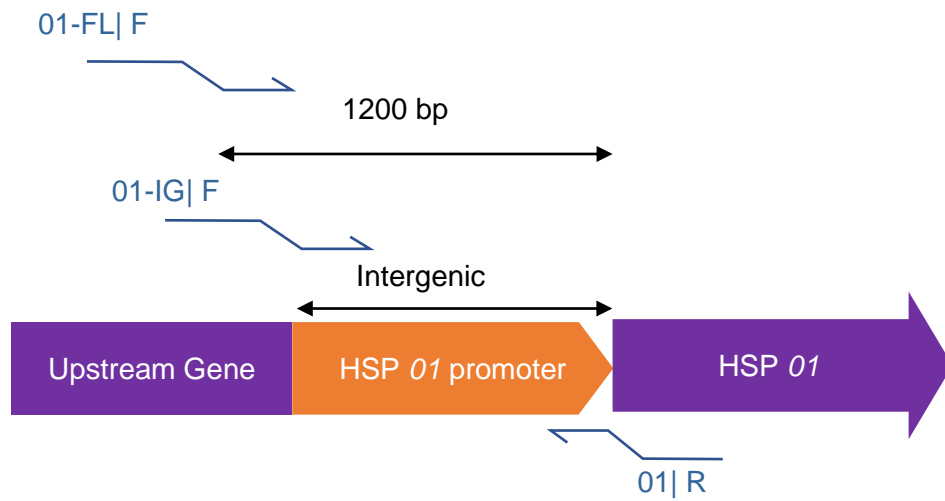 01-FL| F
1200 bp
01-IG| F
Intergenic
Upstream Gene
HSP 01 promoter
HSP 01
01| R